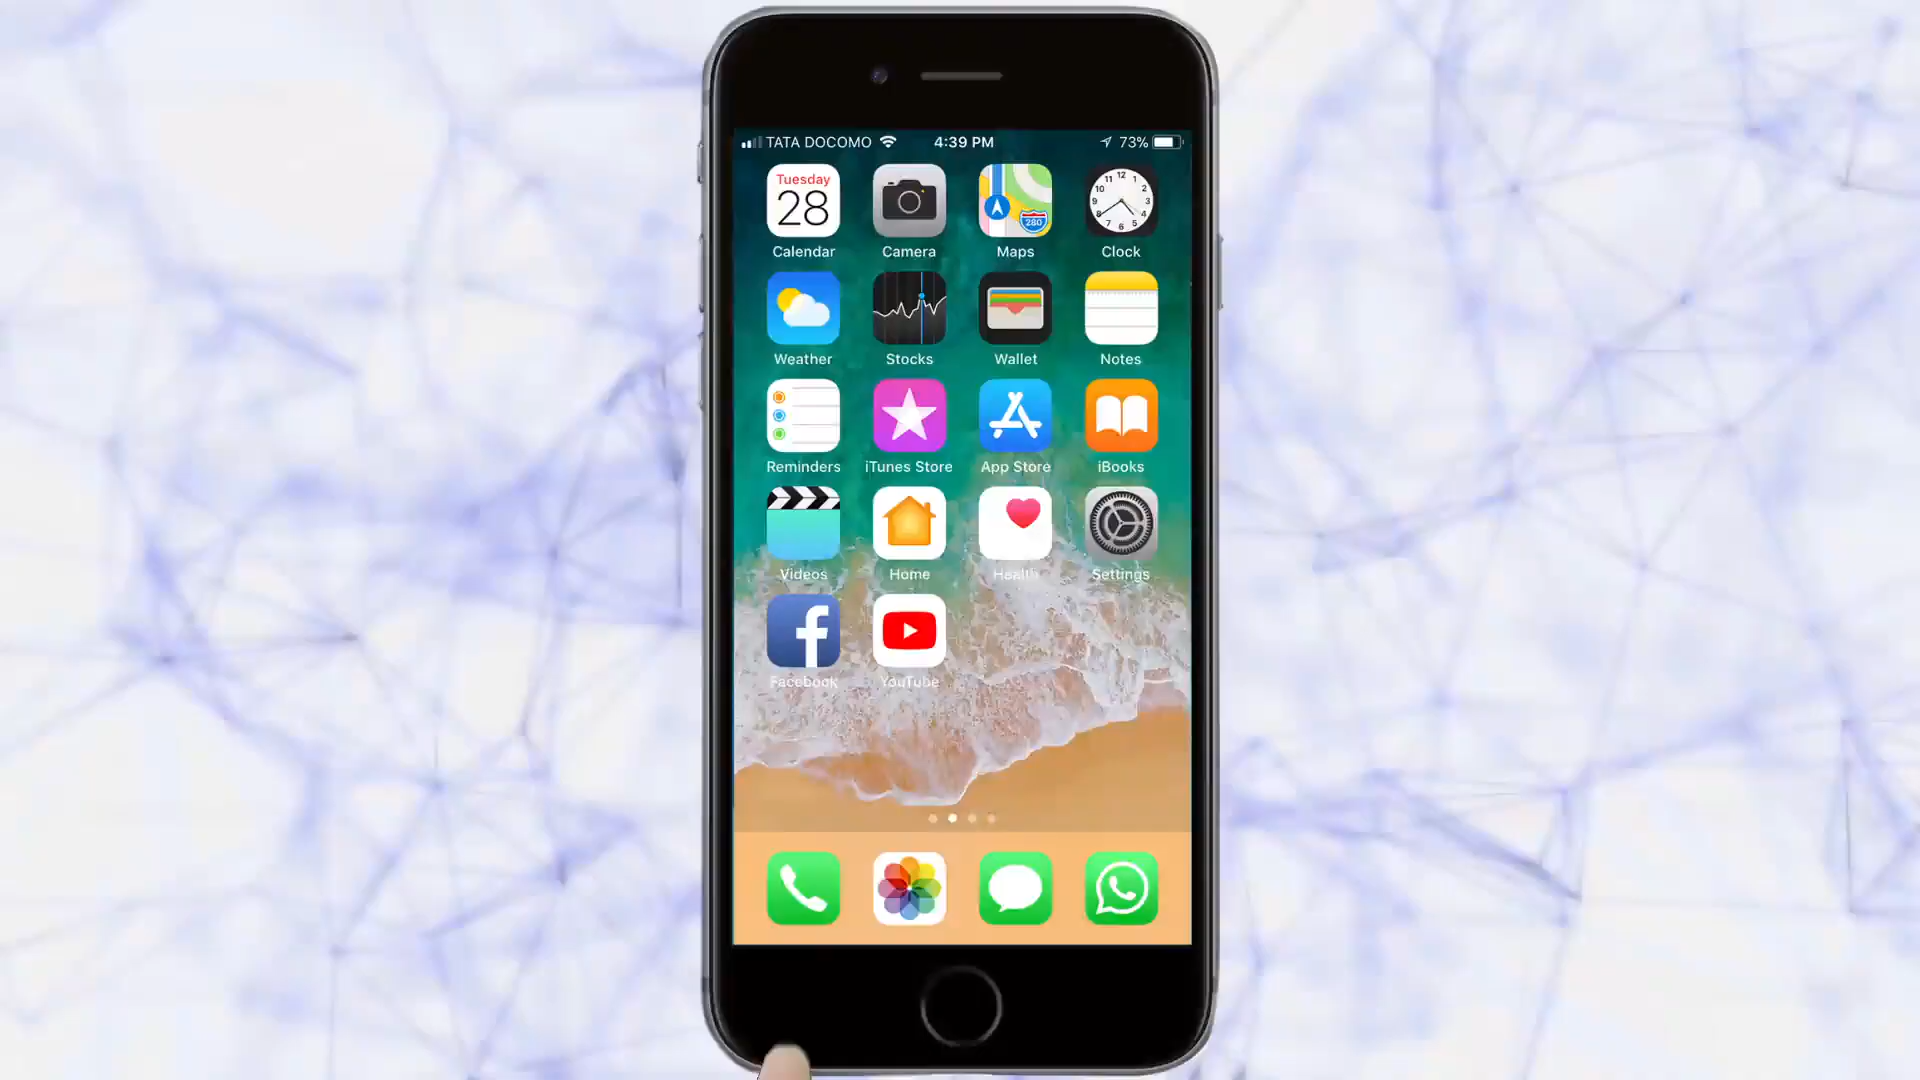 TATA DOCOMO 4:39 PM 73%
Tuesday
28
280
Calendar Camera Maps Clock
Weather Stocks Wallet Notes
Reminders iTunes Store App Store iBooks
Videos Home Health Settings
Facebook YouTube